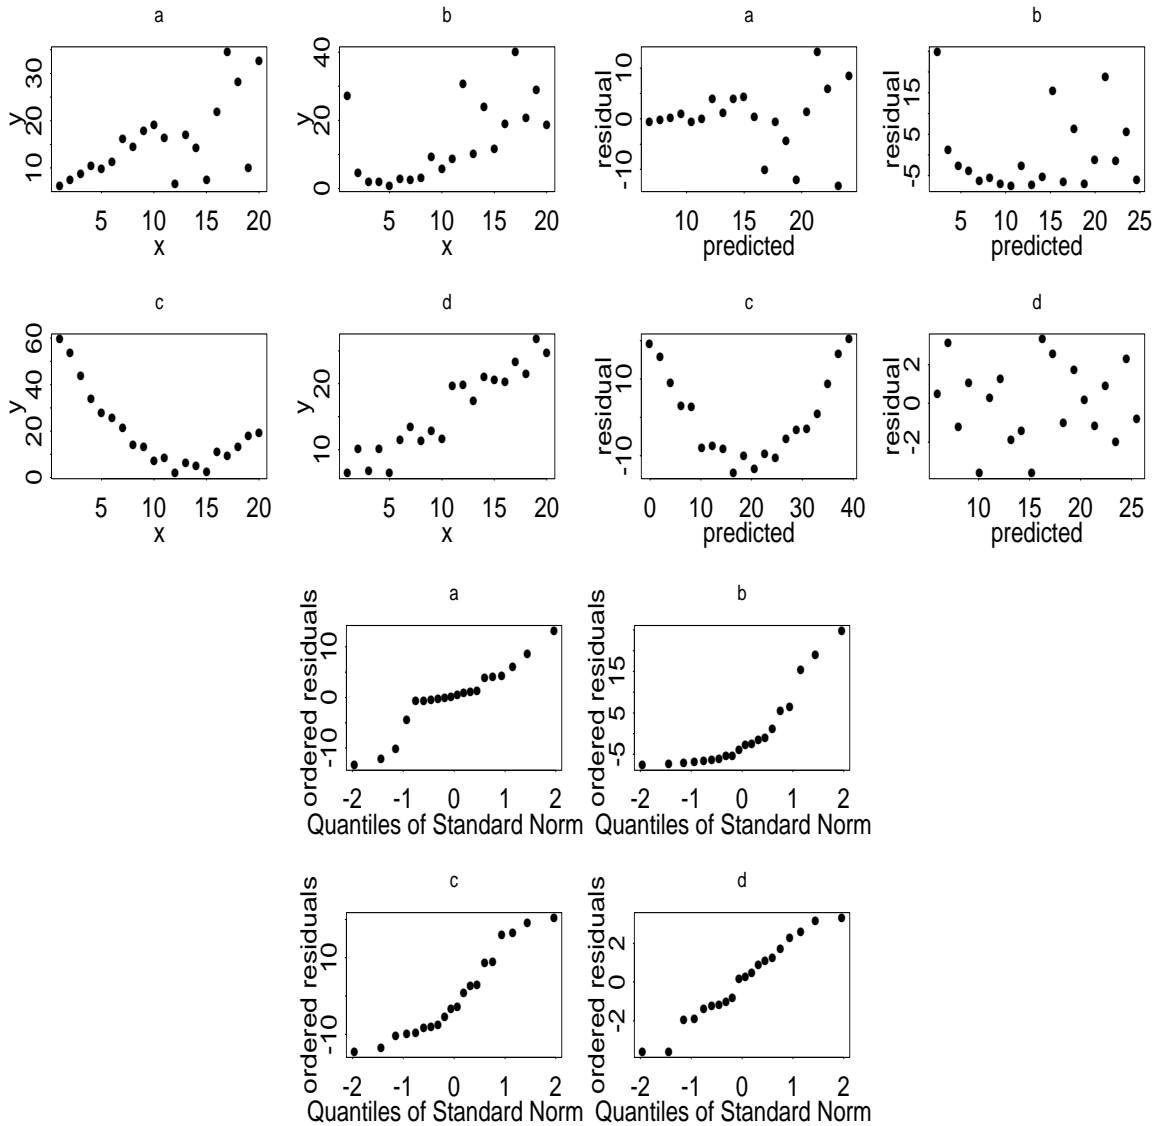 a
y
10 20 30
5 10 15 20
x
b
y
0 20 40
5 10 15 20
x
a
residual
-10 0 10
10 15 20
predicted
b
residual
-5 5 15
5 10 15 20 25
predicted
c
y
0 20 40 60
5 10 15 20
x
d
y
10 20
5 10 15 20
x
c
residual
-10 10
0 10 20 30 40
predicted
d
residual
-2 0 2
10 15 20 25
predicted
a
ordered residuals
-10 0 10
-2 -1 0 1 2
Quantiles of Standard Norm
b
ordered residuals
-5 5 15
-2 -1 0 1 2
Quantiles of Standard Norm
c
ordered residuals
-10 10
-2 -1 0 1 2
Quantiles of Standard Norm
d
ordered residuals
-2 0 2
-2 -1 0 1 2
Quantiles of Standard Norm